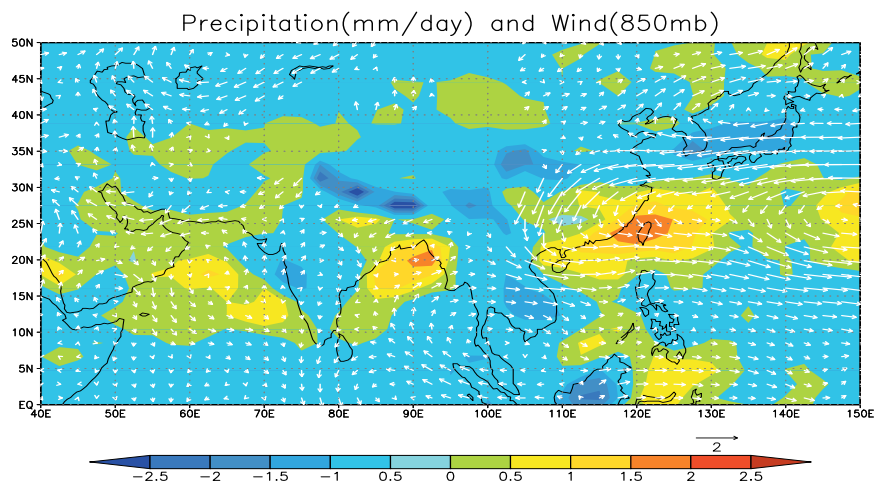 Precipitation(mm/day) and Wind(850mb)
50N
45N
40N
35N
30N
25N
20N
15N
10N
5N
EQ
40E 50E 60E 70E 80E 90E 100E 110E 120E 130E 140E 150E
2
−2.5 −2 −1.5 −1 0.5 0 0.5 1 1.5 2 2.5